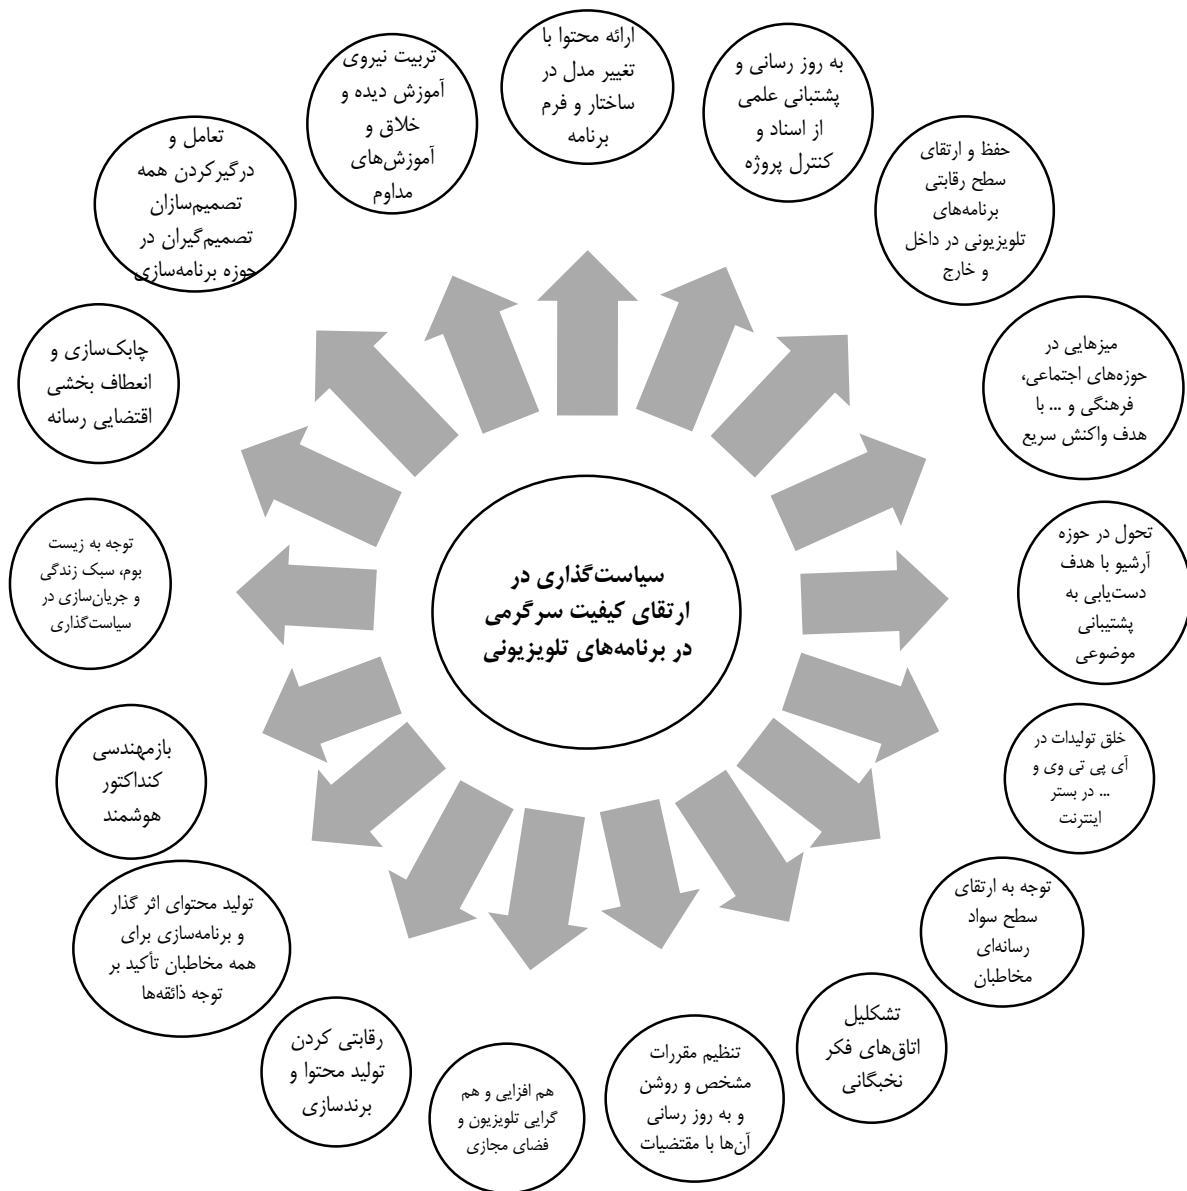 ارائه محتوا با
تغییر مدل در
ساختار و فرم
برنامه
به روز رسانی و
پشتبانی علمی
از اسناد و
کنترل پروژه
حفظ و ارتقای
سطح رقابتی
برنامه‌های
تلویزیونی در داخل
و خارج
میزهایی در
حوزه‌های اجتماعی،
فرهنگی و ... با
هدف واکنش سریع
تحول در حوزه
آرشیو با هدف
دست‌یابی به
پشتیبانی
موضوعی
خلق تولیدات در
آی پی تی وی و
... در بستر
اینترنت
توجه به ارتقای
سطح سواد
رسانه‌ای
مخاطبان
تشکلیل
اتاق‌های فکر
نخبگانی
تنظیم مقررات
مشخص و روشن
و به روز رسانی
آن‌ها با مقتضیات
هم افزایی و هم
گرایی تلویزیون و
فضای مجازی
رقابتی کردن
تولید محتوا و
برندسازی
تولید محتوای اثر گذار
و برنامه‌سازی برای
همه مخاطبان تأکید بر
توجه ذائقه‌ها
بازمهندسی
کنداکتور
هوشمند
توجه به زیست
بوم، سبک زندگی
و جریان‌سازی در
سیاست‌گذاری
چابک‌سازی و
انعطاف بخشی
اقتضایی رسانه
تعامل و
درگیرکردن همه
تصمیم‌سازان
تصمیم‌گیران در
حوزه برنامه‌سازی
تربیت نیروی
آموزش دیده و
خلاق و
آموزش‌های
مداوم
سیاست‌گذاری در
ارتقای کیفیت سرگرمی
در برنامه‌های تلویزیونی